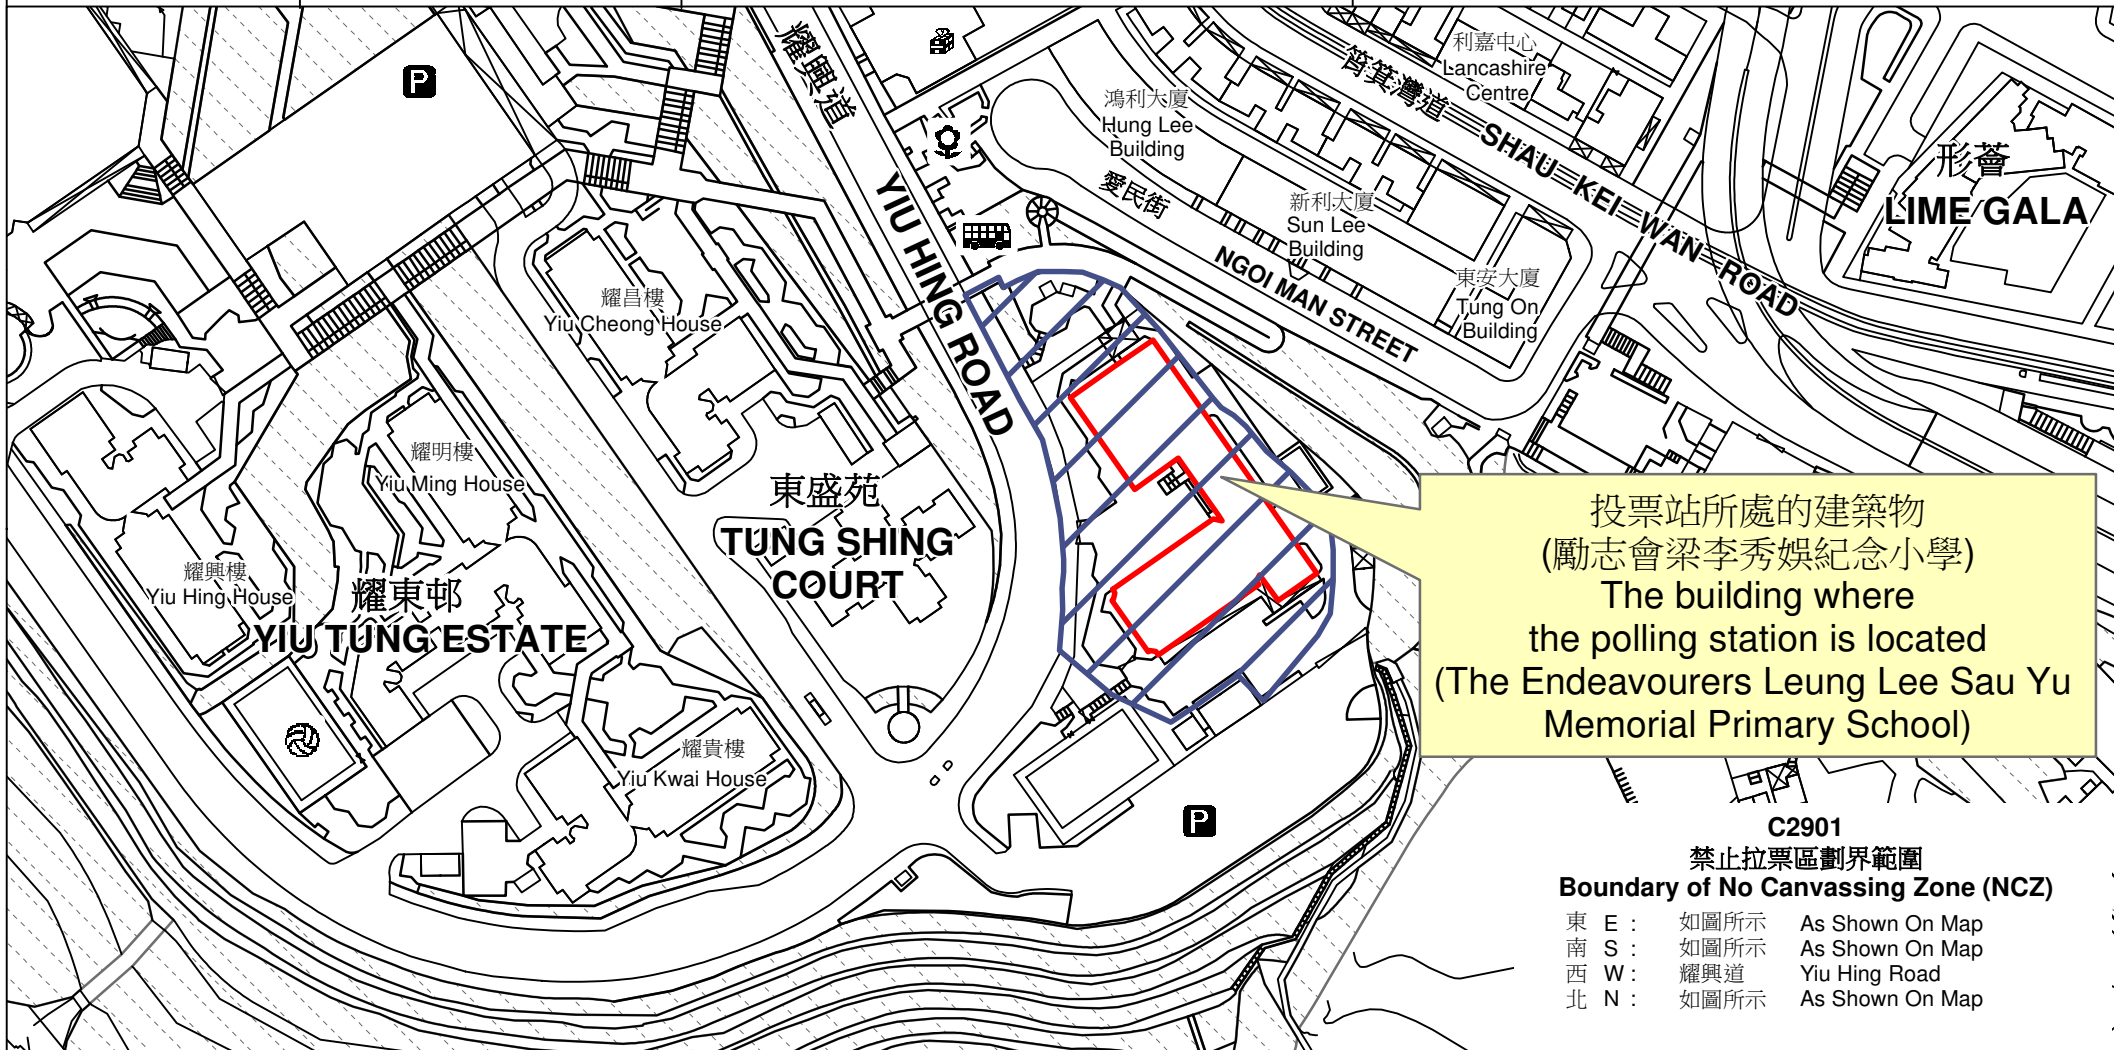 耀興道
YIU HING ROAD
利嘉中心
Lancashire
Centre
筲箕灣道
SHAU KEI WAN ROAD
鴻利大廈
Hung Lee
Building
愛民街
NGOI MAN STREET
新利大廈
Sun Lee
Building
東安大廈
Tung On
Building
形薈
LIME GALA
P
耀昌樓
Yiu Cheong House
耀明樓
Yiu Ming House
東盛苑
TUNG SHING
COURT
耀興樓
Yiu Hing House
耀東邨
YIU TUNG ESTATE
耀貴樓
Yiu Kwai House
P
投票站所處的建築物
(勵志會梁李秀娛紀念小學)
The building where
the polling station is located
(The Endeavourers Leung Lee Sau Yu
Memorial Primary School)
C2901
禁止拉票區劃界範圍
Boundary of No Canvassing Zone (NCZ)
東 E : 如圖所示 As Shown On Map
南 S : 如圖所示 As Shown On Map
西 W : 耀興道 Yiu Hing Road
北 N : 如圖所示 As Shown On Map